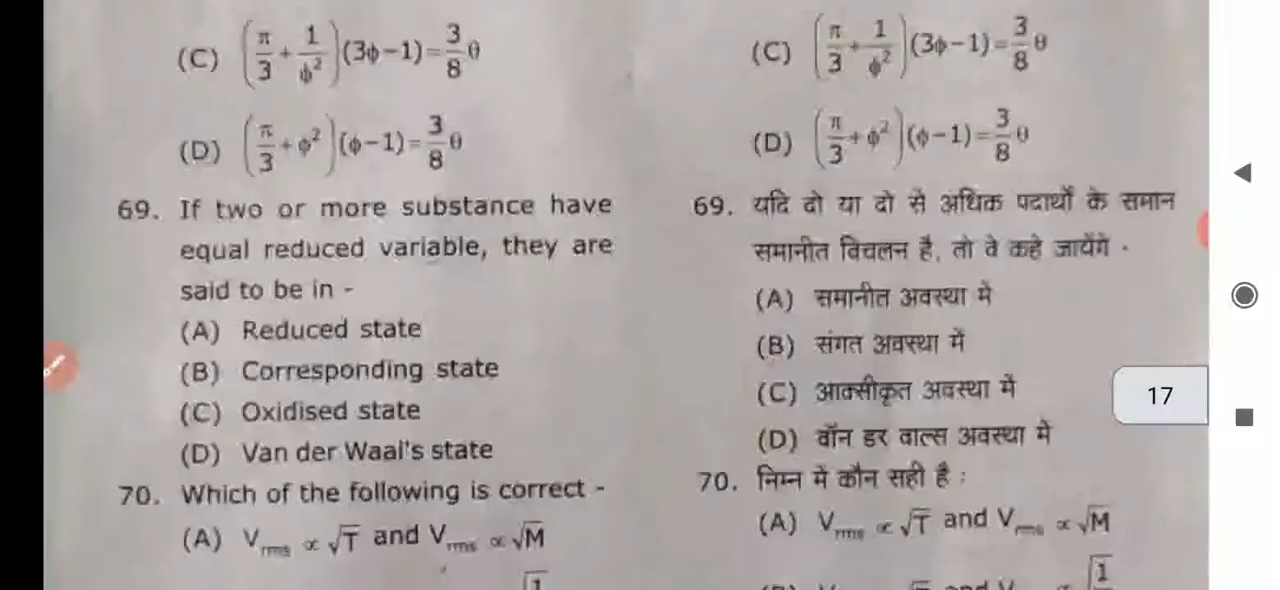 (C) (π/3 + 1/ϕ²)(3ϕ−1)=3/8 θ
(D) (π/3 + ϕ²)(ϕ−1)=3/8 θ
69. If two or more substance have
equal reduced variable, they are
said to be in -
(A) Reduced state
(B) Corresponding state
(C) Oxidised state
(D) Van der Waal's state
70. Which of the following is correct -
(A) Vrms ∝ √T and Vrms ∝ √M
(C) (π/3 + 1/ϕ²)(3ϕ−1)=3/8 θ
(D) (π/3 + ϕ²)(ϕ−1)=3/8 θ
69. यदि दो या दो से अधिक पदार्थों के समान
समानीत विचलन है, तो वे कहे जायेंगे -
(A) समानीत अवस्था में
(B) संगत अवस्था में
(C) आक्सीकृत अवस्था में
(D) वॉन डर वाल्स अवस्था में
70. निम्न में कौन सही है :
(A) Vrms ∝ √T and Vrms ∝ √M
17